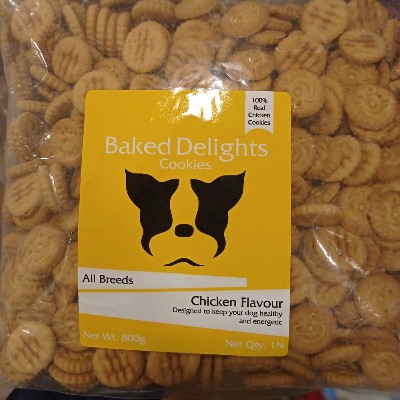 100%
Real
Chicken
Cookies
Baked Delights
Cookies
All Breeds
Chicken Flavour
Designed to keep your dog healthy
and energetic
Net Wt. 800g
Net Qty. 1N